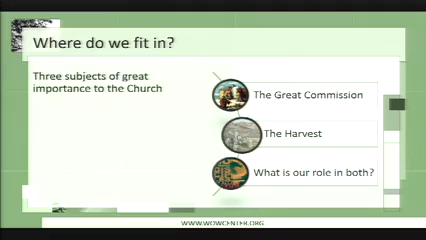 Where do we fit in?
Three subjects of great
importance to the Church
The Great Commission
The Harvest
What is our role in both?
WWW.WOWCENTER.ORG